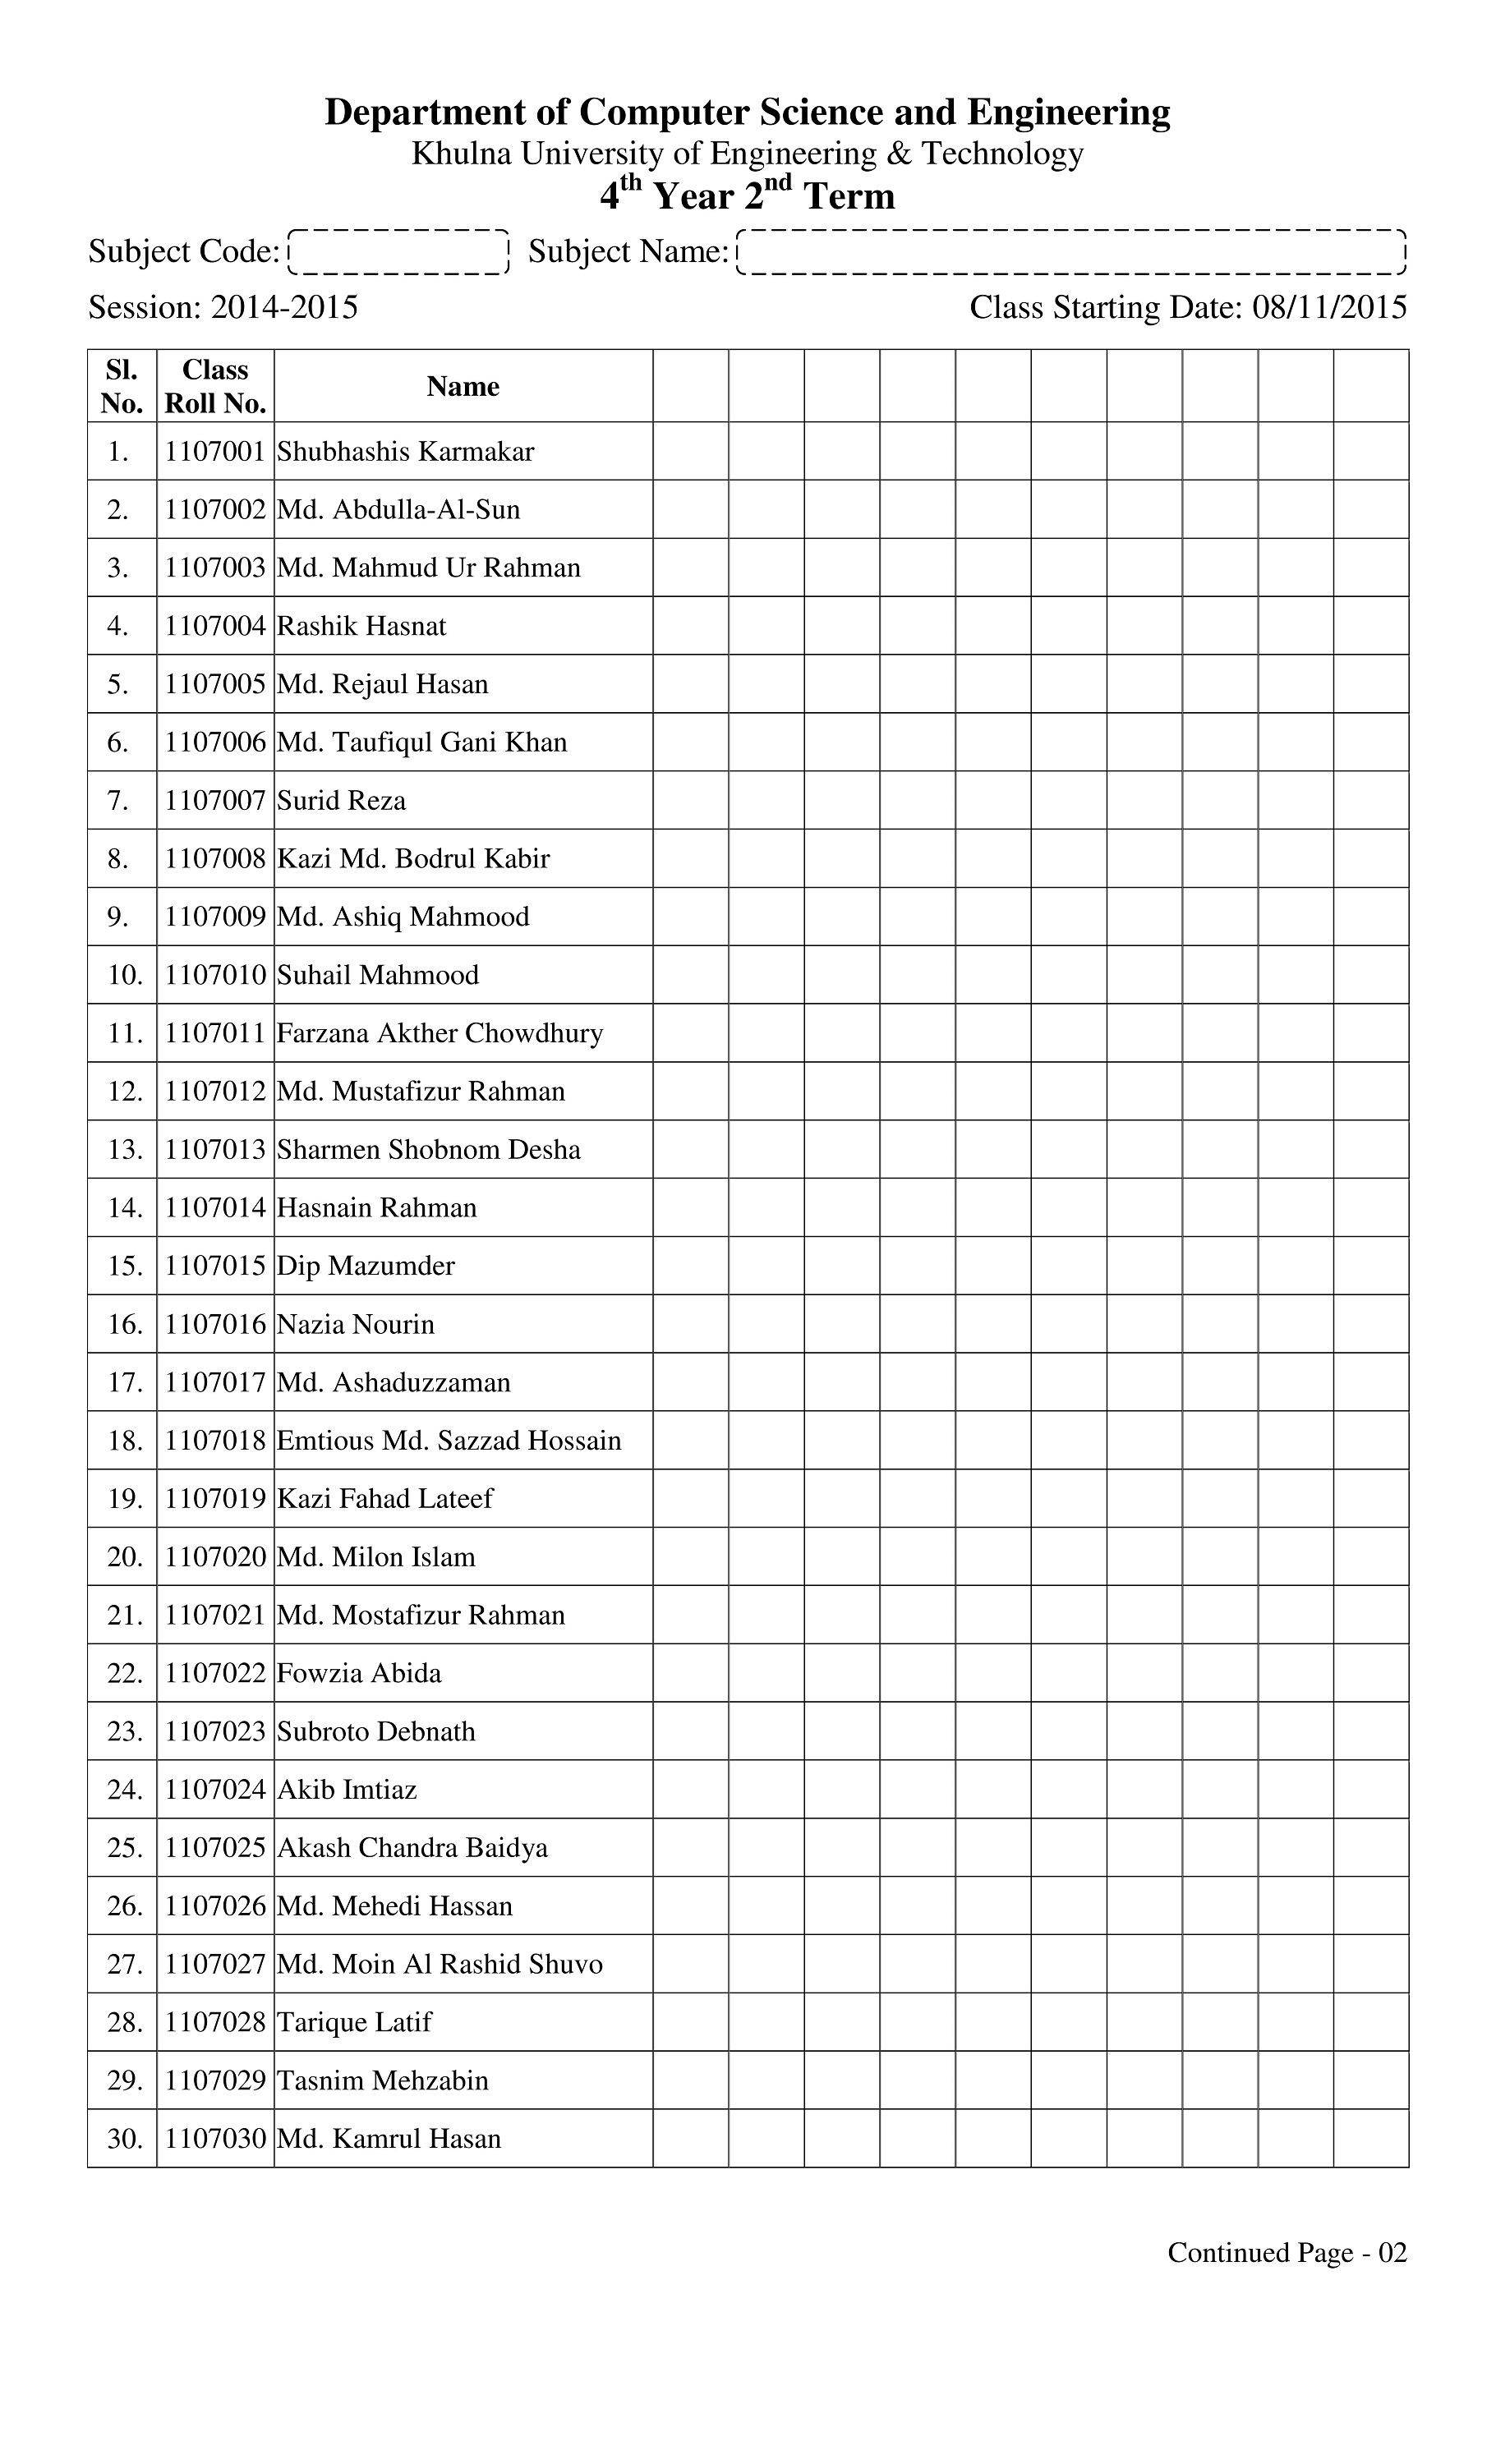 Department of Computer Science and Engineering
Khulna University of Engineering & Technology
4th Year 2nd Term
Subject Code: Subject Name:
Session: 2014-2015 Class Starting Date: 08/11/2015
Sl. No. Class Roll No. Name
1. 1107001 Shubhashis Karmakar
2. 1107002 Md. Abdulla-Al-Sun
3. 1107003 Md. Mahmud Ur Rahman
4. 1107004 Rashik Hasnat
5. 1107005 Md. Rejaul Hasan
6. 1107006 Md. Taufiqul Gani Khan
7. 1107007 Surid Reza
8. 1107008 Kazi Md. Bodrul Kabir
9. 1107009 Md. Ashiq Mahmood
10. 1107010 Suhail Mahmood
11. 1107011 Farzana Akther Chowdhury
12. 1107012 Md. Mustafizur Rahman
13. 1107013 Sharmen Shobnom Desha
14. 1107014 Hasnain Rahman
15. 1107015 Dip Mazumder
16. 1107016 Nazia Nourin
17. 1107017 Md. Ashaduzzaman
18. 1107018 Emtious Md. Sazzad Hossain
19. 1107019 Kazi Fahad Lateef
20. 1107020 Md. Milon Islam
21. 1107021 Md. Mostafizur Rahman
22. 1107022 Fowzia Abida
23. 1107023 Subroto Debnath
24. 1107024 Akib Imtiaz
25. 1107025 Akash Chandra Baidya
26. 1107026 Md. Mehedi Hassan
27. 1107027 Md. Moin Al Rashid Shuvo
28. 1107028 Tarique Latif
29. 1107029 Tasnim Mehzabin
30. 1107030 Md. Kamrul Hasan
Continued Page - 02